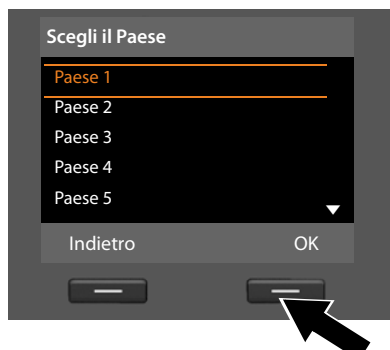 Scegli il Paese
Paese 1
Paese 2
Paese 3
Paese 4
Paese 5
Indietro OK